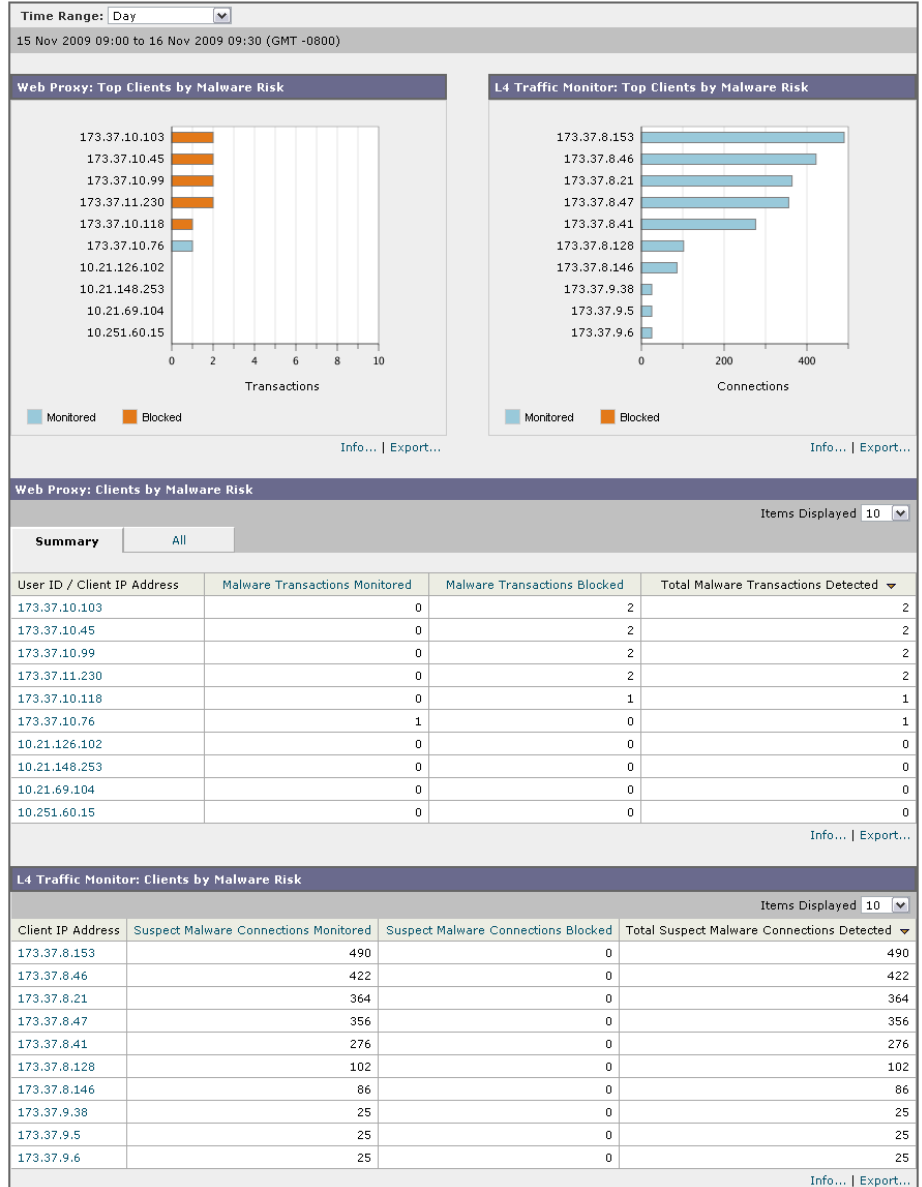 Time Range: Day
15 Nov 2009 09:00 to 16 Nov 2009 09:30 (GMT -0800)
Web Proxy: Top Clients by Malware Risk
173.37.10.103
173.37.10.45
173.37.10.99
173.37.11.230
173.37.10.118
173.37.10.76
10.21.126.102
10.21.148.253
10.21.69.104
10.251.60.15
0 2 4 6 8 10
Transactions
Monitored Blocked
Info... | Export...
L4 Traffic Monitor: Top Clients by Malware Risk
173.37.8.153
173.37.8.46
173.37.8.21
173.37.8.47
173.37.8.41
173.37.8.128
173.37.8.146
173.37.9.38
173.37.9.5
173.37.9.6
0 200 400
Connections
Monitored Blocked
Info... | Export...
Web Proxy: Clients by Malware Risk
Items Displayed 10
Summary All
User ID / Client IP Address Malware Transactions Monitored Malware Transactions Blocked Total Malware Transactions Detected
173.37.10.103 0 2 2
173.37.10.45 0 2 2
173.37.10.99 0 2 2
173.37.11.230 0 2 2
173.37.10.118 0 1 1
173.37.10.76 1 0 1
10.21.126.102 0 0 0
10.21.148.253 0 0 0
10.21.69.104 0 0 0
10.251.60.15 0 0 0
Info... | Export...
L4 Traffic Monitor: Clients by Malware Risk
Items Displayed 10
Client IP Address Suspect Malware Connections Monitored Suspect Malware Connections Blocked Total Suspect Malware Connections Detected
173.37.8.153 490 0 490
173.37.8.46 422 0 422
173.37.8.21 364 0 364
173.37.8.47 356 0 356
173.37.8.41 276 0 276
173.37.8.128 102 0 102
173.37.8.146 86 0 86
173.37.9.38 25 0 25
173.37.9.5 25 0 25
173.37.9.6 25 0 25
Info... | Export...